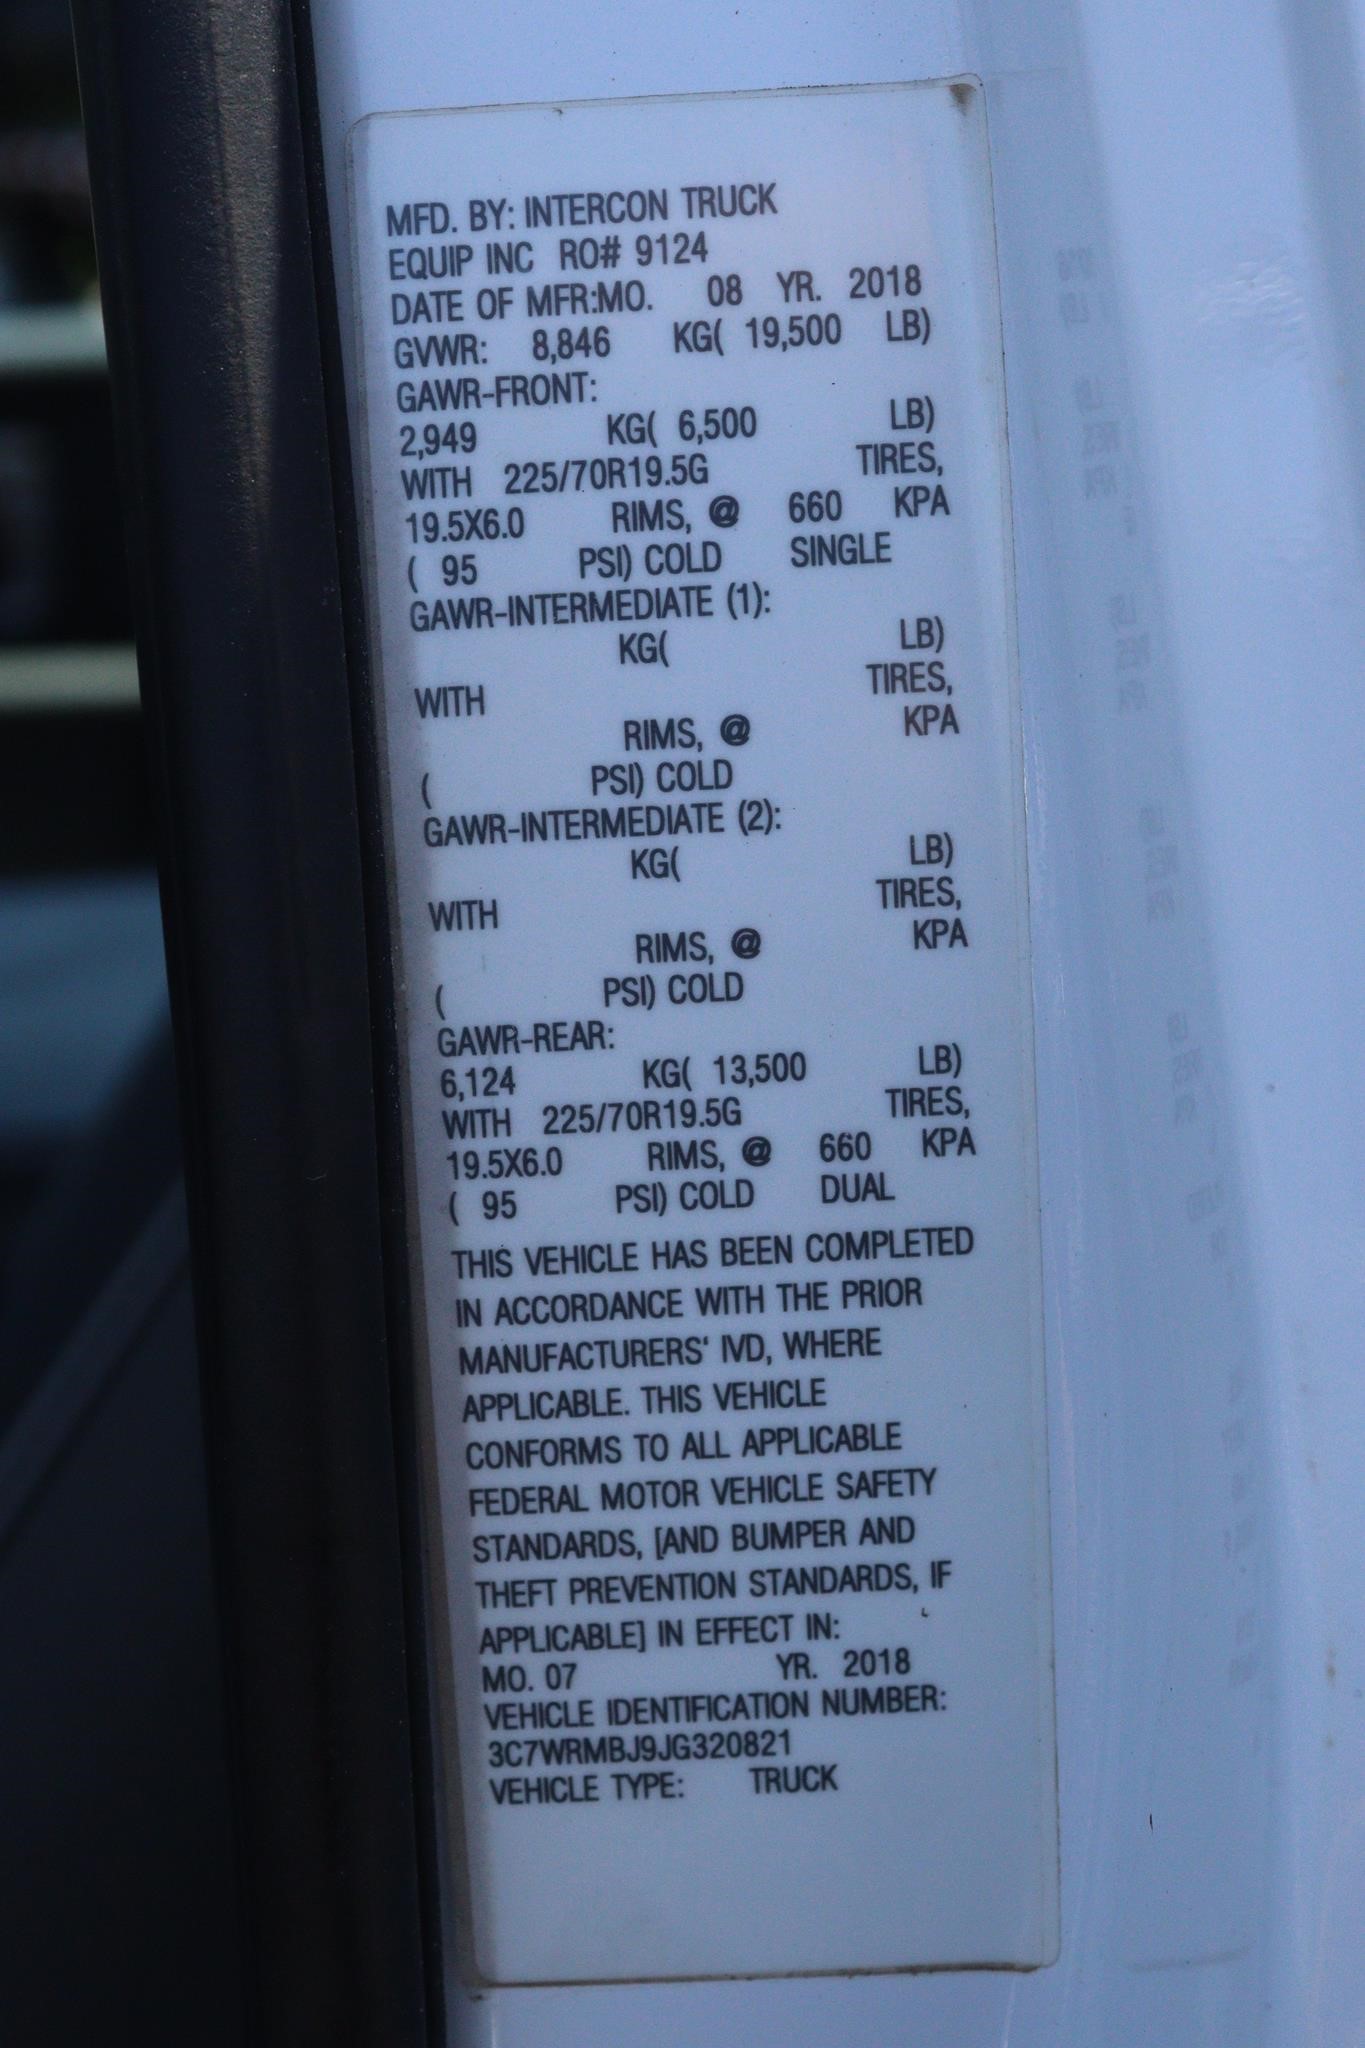 MFD. BY: INTERCON TRUCK
EQUIP INC RO# 9124
DATE OF MFR:MO. 08 YR. 2018
GVWR: 8,846 KG( 19,500 LB)
GAWR-FRONT:
2,949 KG( 6,500 LB)
WITH 225/70R19.5G TIRES,
19.5X6.0 RIMS, @ 660 KPA
( 95 PSI) COLD SINGLE
GAWR-INTERMEDIATE (1):
KG( LB)
WITH TIRES,
RIMS, @ KPA
( PSI) COLD
GAWR-INTERMEDIATE (2):
KG( LB)
WITH TIRES,
RIMS, @ KPA
( PSI) COLD
GAWR-REAR:
6,124 KG( 13,500 LB)
WITH 225/70R19.5G TIRES,
19.5X6.0 RIMS, @ 660 KPA
( 95 PSI) COLD DUAL
THIS VEHICLE HAS BEEN COMPLETED
IN ACCORDANCE WITH THE PRIOR
MANUFACTURERS' IVD, WHERE
APPLICABLE. THIS VEHICLE
CONFORMS TO ALL APPLICABLE
FEDERAL MOTOR VEHICLE SAFETY
STANDARDS, [AND BUMPER AND
THEFT PREVENTION STANDARDS, IF
APPLICABLE] IN EFFECT IN:
MO. 07 YR. 2018
VEHICLE IDENTIFICATION NUMBER:
3C7WRMBJ9JG320821
VEHICLE TYPE: TRUCK